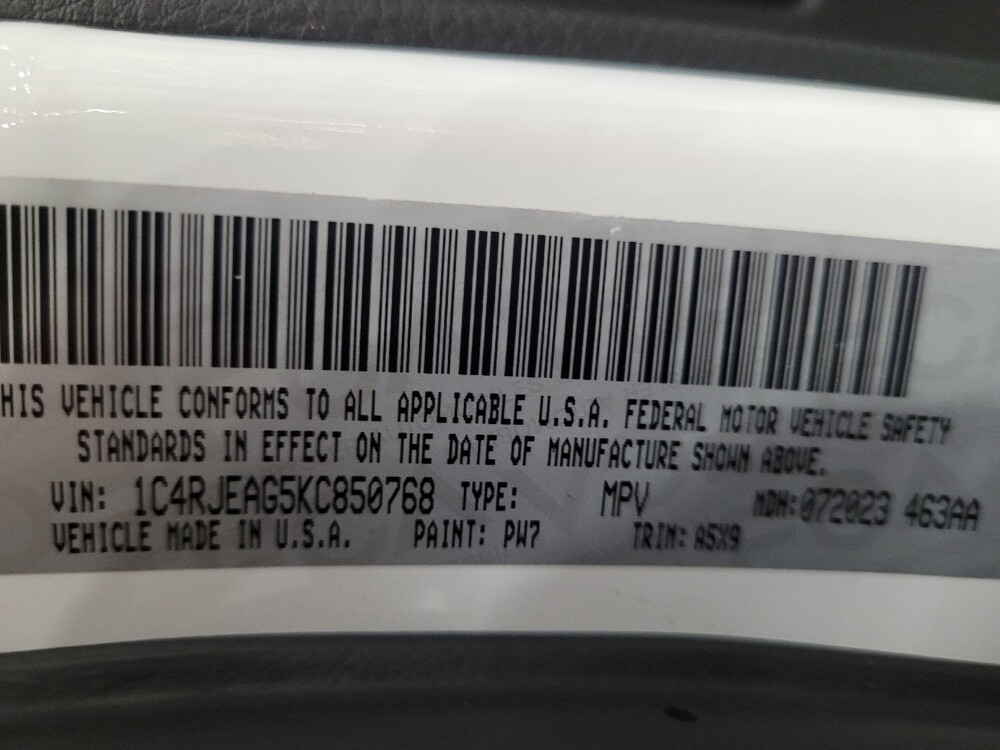 HIS VEHICLE CONFORMS TO ALL APPLICABLE U.S.A. FEDERAL MOTOR VEHICLE SAFETY
STANDARDS IN EFFECT ON THE DATE OF MANUFACTURE SHOWN ABOVE.
VIN: 1C4RJEAG5KC850768 TYPE: MPV MDH:072023 463AA
VEHICLE MADE IN U.S.A. PAINT: PW7 TRIM: A5X9